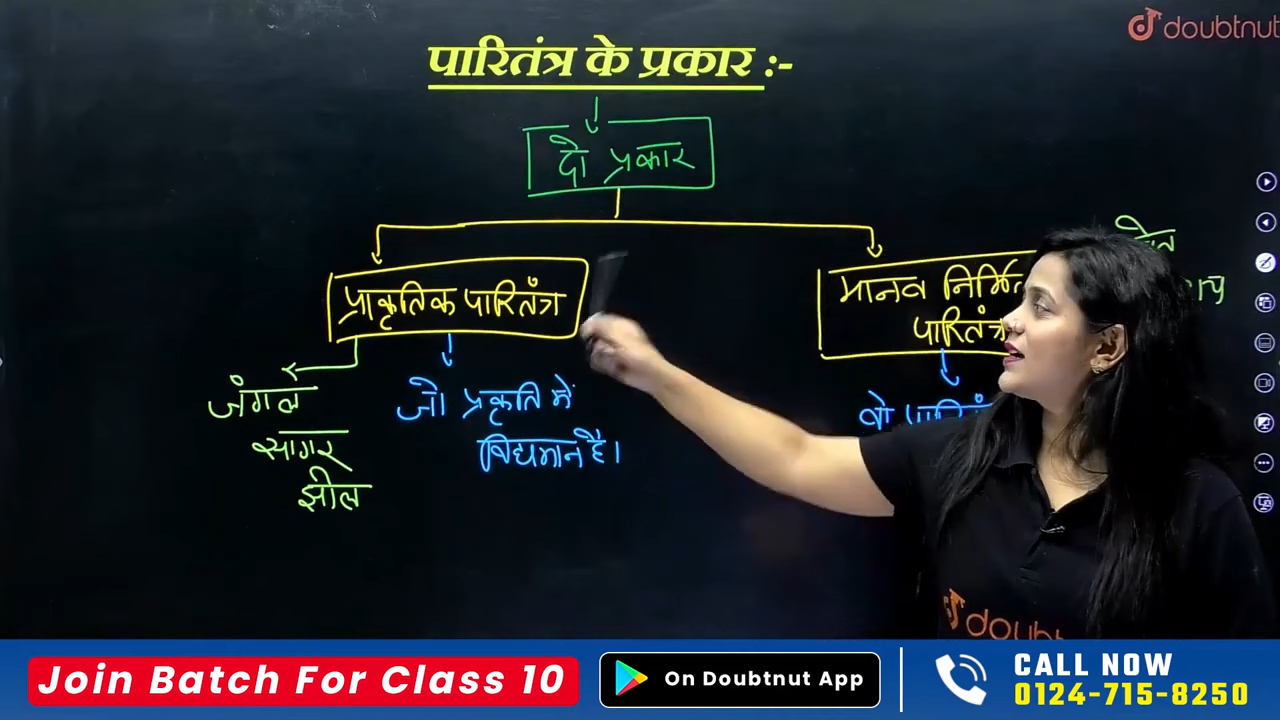 doubtnut
पारितंत्र के प्रकार :-
दो प्रकार
प्राकृतिक पारितंत्र
मानव
पारितंत्र
जंगल
सागर
झील
जो प्रकृति में
विद्यमान है।
वो
doubtnut
Join Batch For Class 10
On Doubtnut App
CALL NOW
0124-715-8250